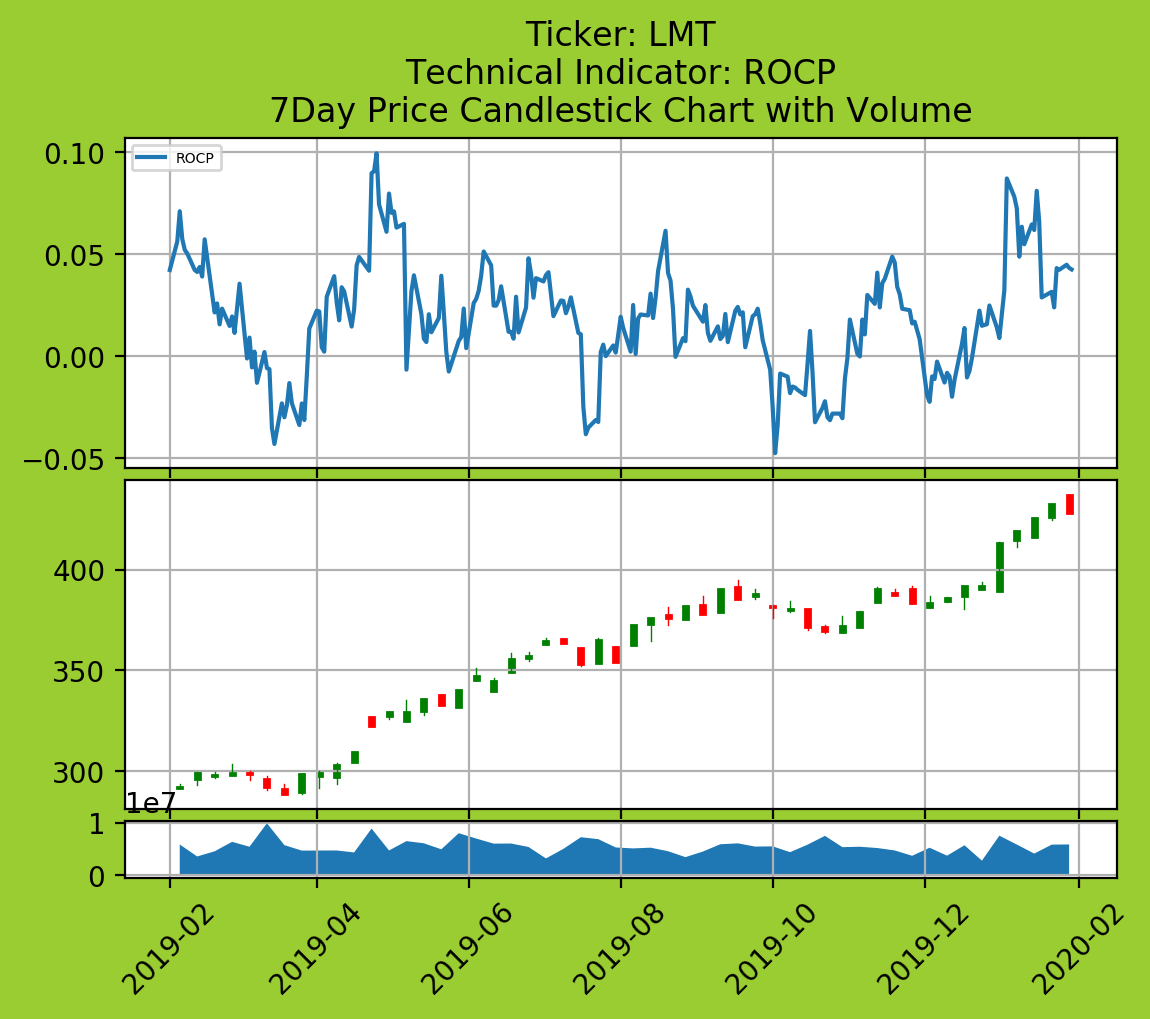 Ticker: LMT
Technical Indicator: ROCP
7Day Price Candlestick Chart with Volume
0.10
ROCP
0.05
0.00
−0.05
400
350
300
1e7
1
0
2019-02 2019-04 2019-06 2019-08 2019-10 2019-12 2020-02